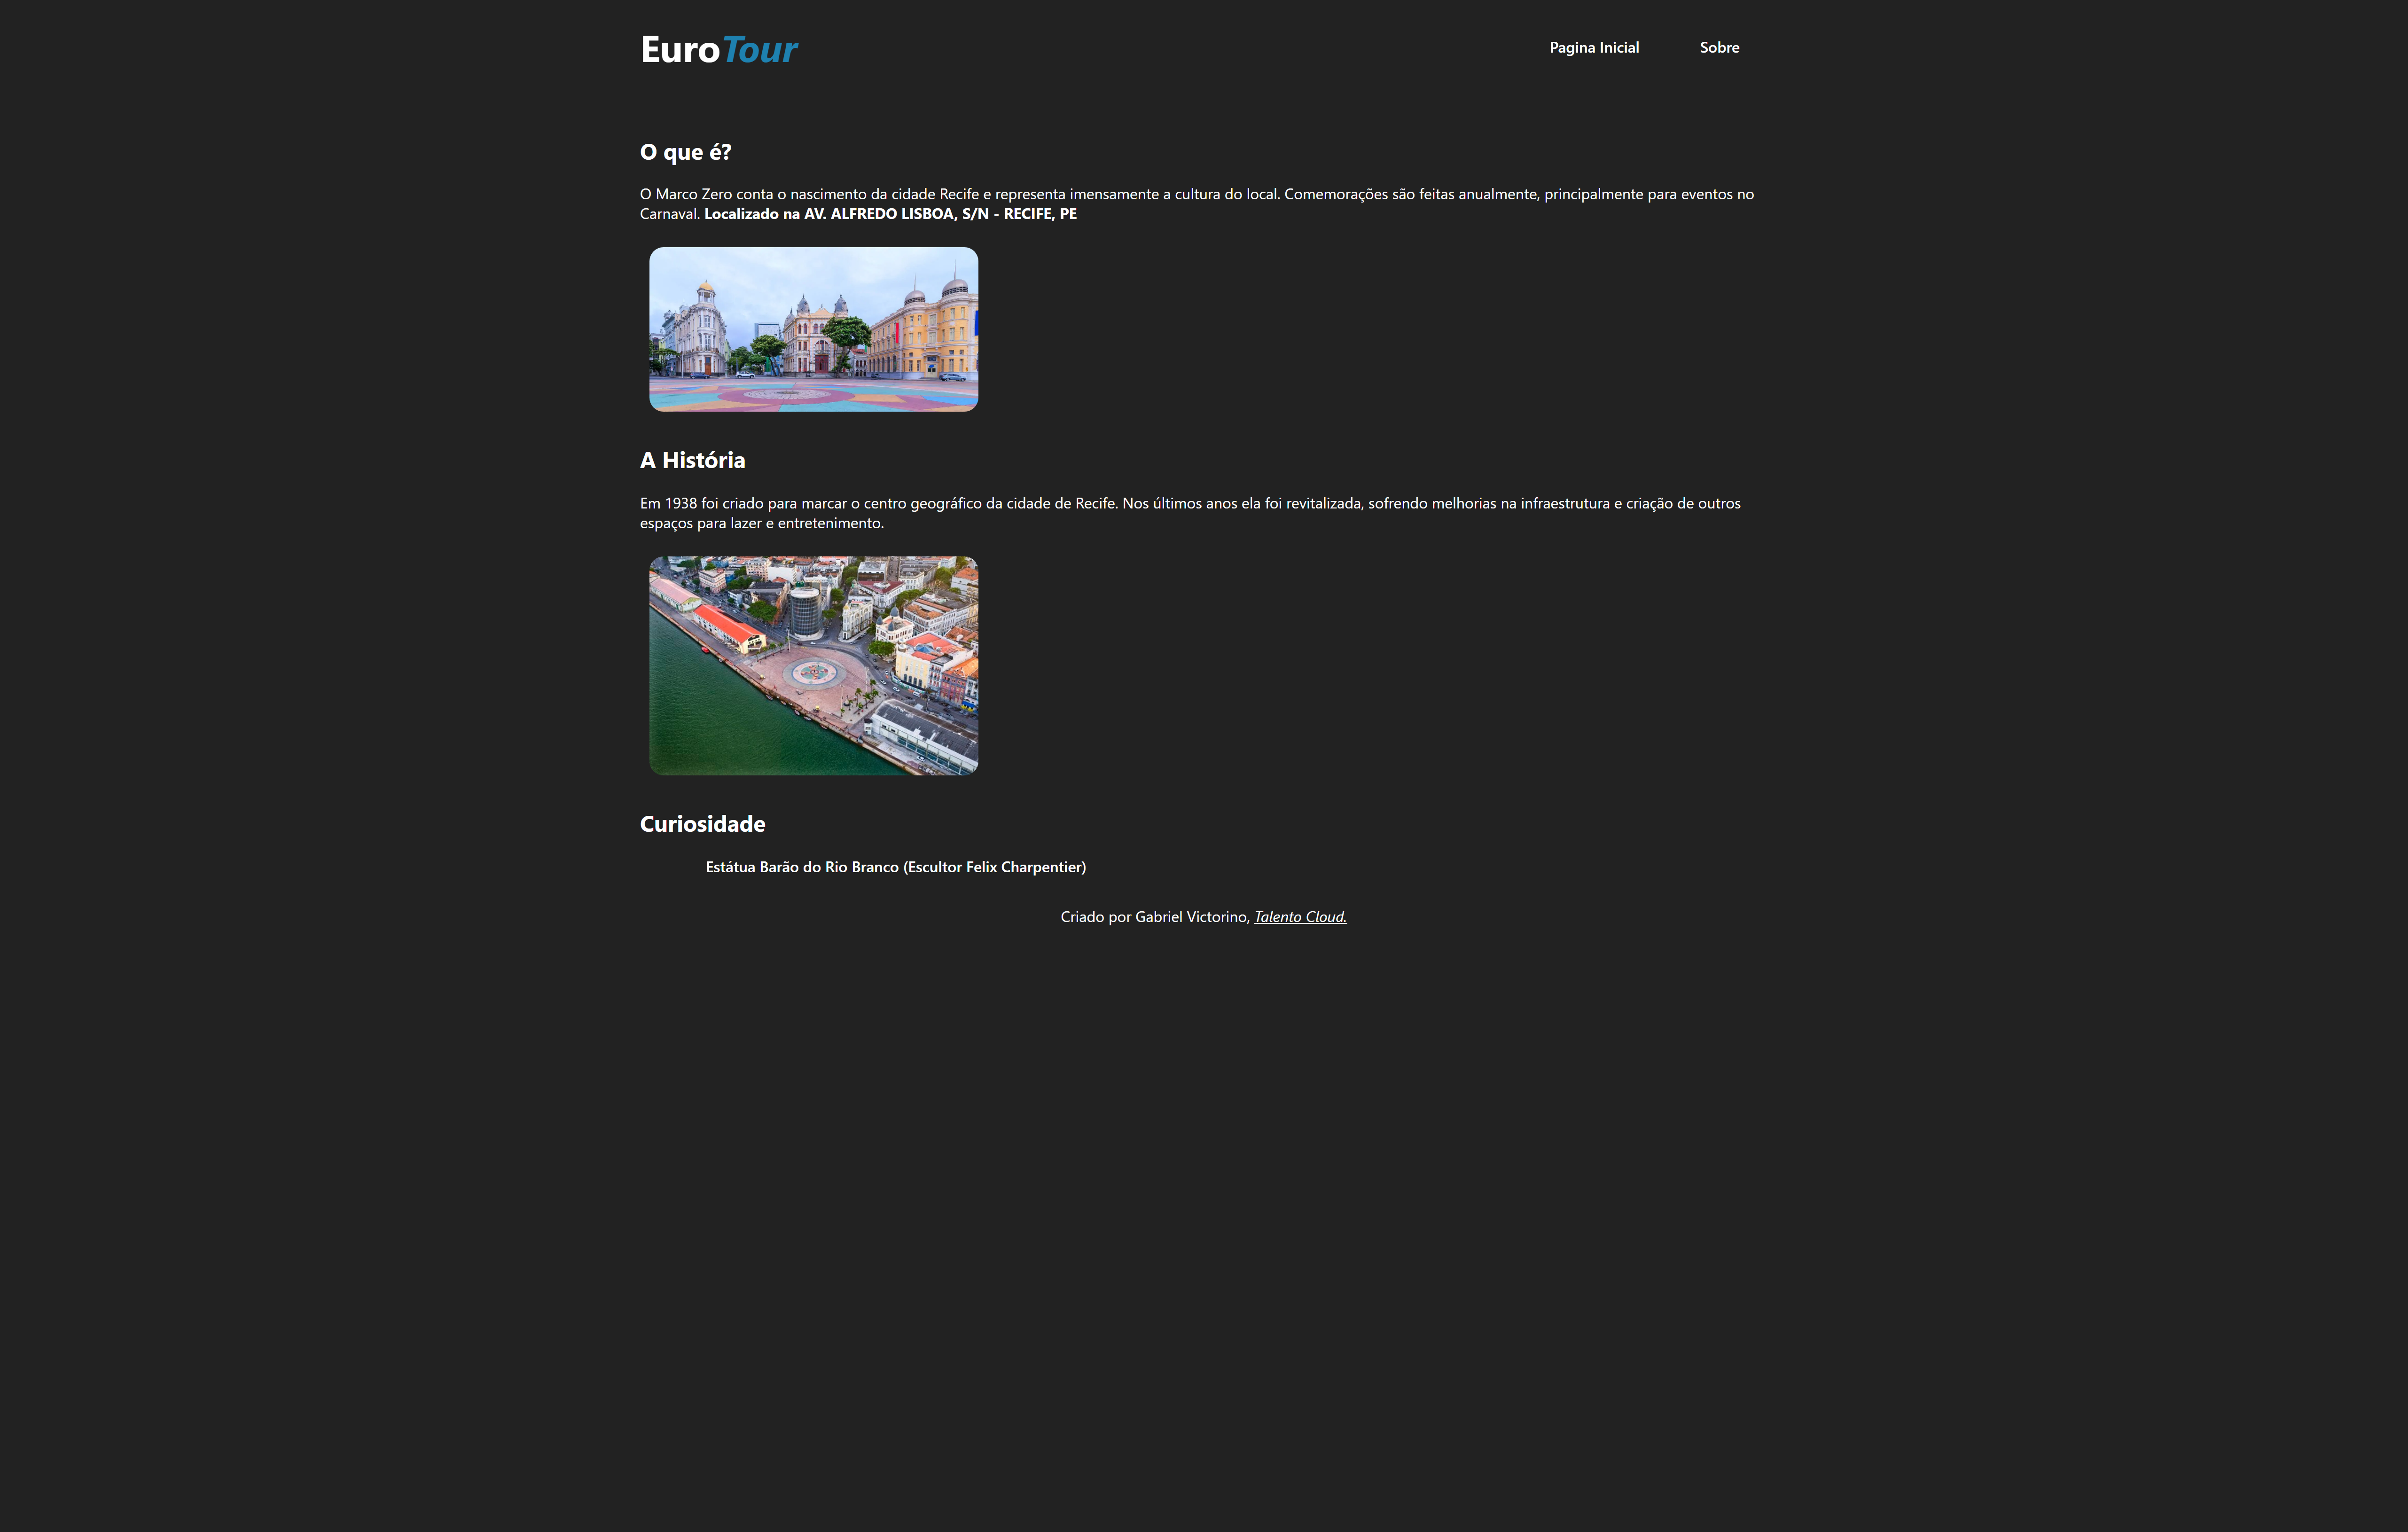 EuroTour
Pagina Inicial
Sobre
O que é?
O Marco Zero conta o nascimento da cidade Recife e representa imensamente a cultura do local. Comemorações são feitas anualmente, principalmente para eventos no
Carnaval. Localizado na AV. ALFREDO LISBOA, S/N - RECIFE, PE
A História
Em 1938 foi criado para marcar o centro geográfico da cidade de Recife. Nos últimos anos ela foi revitalizada, sofrendo melhorias na infraestrutura e criação de outros
espaços para lazer e entretenimento.
Curiosidade
Estátua Barão do Rio Branco (Escultor Felix Charpentier)
Criado por Gabriel Victorino, Talento Cloud.